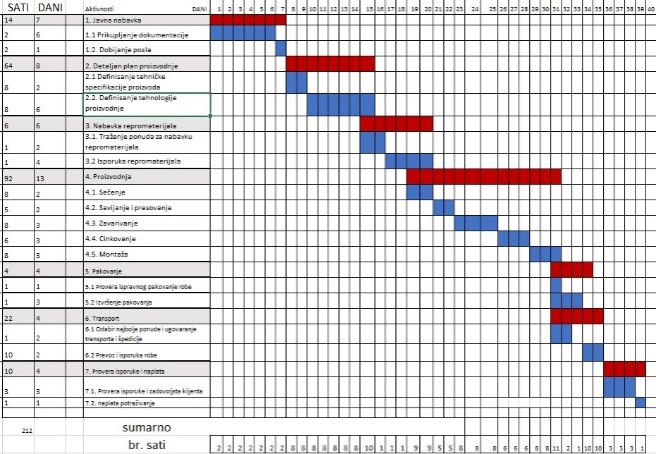 SATI DANI Aktivnosti DANI 1 2 3 4 5 6 7 8 9 10 11 12 13 14 15 16 17 18 19 20 21 22 23 24 25 26 27 28 29 30 31 32 33 34 35 36 37 38 39 40
14 7 1. Javna nabavka
2 6 1.1 Prikupljanje dokumentacije
2 1 1.2. Dobijanje posla
64 8 2. Detaljan plan proizvodnje
2.1 Definisanje tehničke
8 2 specifikacije proizvoda
2.2. Definisanje tehnologije
8 6 proizvodnje
6 6 3. Nabavka repromaterijala
3.1. Traženje ponuda za nabavku
1 2 repromaterijala
1 4 3.2 Isporuka repromaterijala
92 13 4. Proizvodnja
8 2 4.1. Sečenje
5 2 4.2. Savijanje i presovanje
8 3 4.3. Zavarivanje
6 3 4.4. Cinkovanje
8 3 4.5. Montaža
4 4 5. Pakovanje
1 1 5.1 Provera ispravnog pakovanje robe
1 3 5.2 Izvršenje pakovanja
22 4 6. Transport
6.1 Odabir najbolje ponude i ugovaranje
1 2 transporta i špedicije
10 2 6.2 Prevoz i isporuka robe
10 4 7. Provera isporuke i naplata
3 3 7.1. Provera isporuke i zadovoljsta klijenta
1 1 7.2. naplata potraživanja
212 sumarno
br. sati 2 2 2 2 2 2 2 8 8 8 8 8 8 8 10 1 1 9 9 5 8 8 8 6 6 8 8 11 2 1 10 10 3 3 3 1